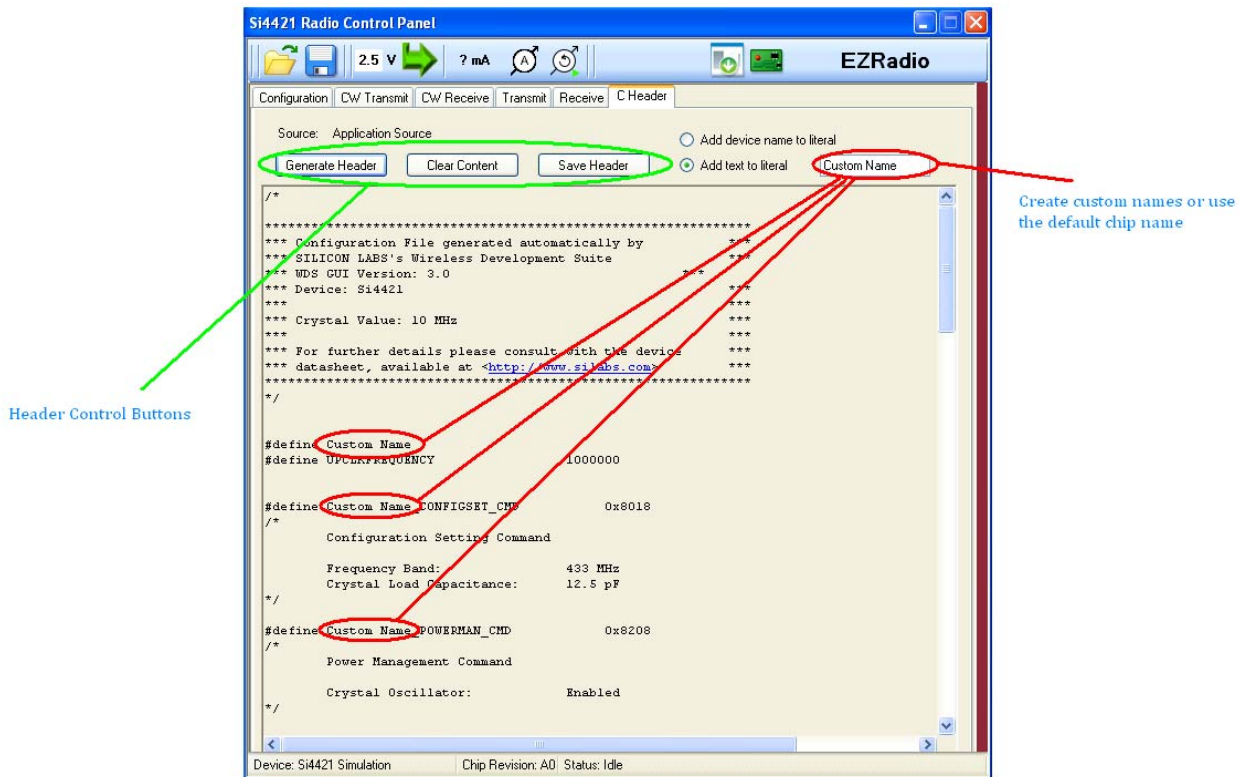 Si4421 Radio Control Panel
2.5 V ? mA A EZRadio
Configuration CW Transmit CW Receive Transmit Receive C Header
Source: Application Source
Add device name to literal
Generate Header Clear Content Save Header Add text to literal Custom Name
Create custom names or use
the default chip name
/*
***************************************************************
*** Configuration File generated automatically by ***
*** SILICON LABS's Wireless Development Suite ***
*** WDS GUI Version: 3.0 ***
*** Device: Si4421 ***
*** ***
*** Crystal Value: 10 MHz ***
*** ***
*** For further details please consult with the device ***
*** datasheet, available at <http://www.silabs.com> ***
***************************************************************
*/
Header Control Buttons
#define Custom Name
#define UPCLKFREQUENCY 1000000
#define Custom Name_CONFIGSET_CMD 0x8018
/*
Configuration Setting Command
Frequency Band: 433 MHz
Crystal Load Capacitance: 12.5 pF
*/
#define Custom Name_POWERMAN_CMD 0x8208
/*
Power Management Command
Crystal Oscillator: Enabled
*/
Device: Si4421 Simulation Chip Revision: A0 Status: Idle